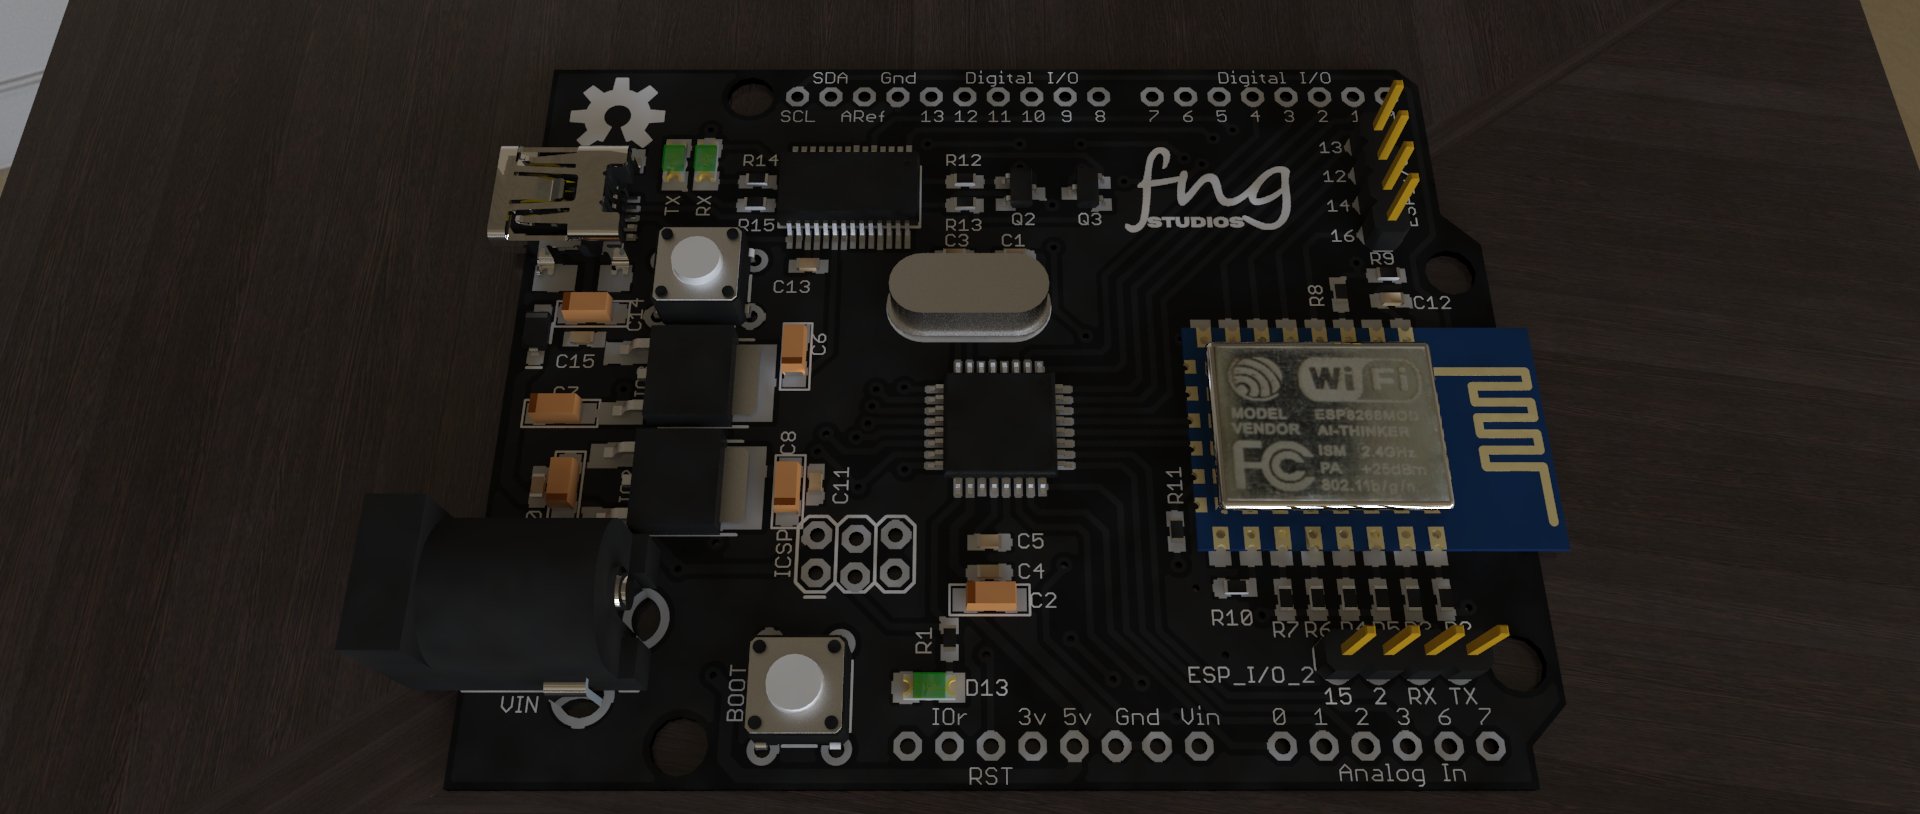 SDA Gnd Digital I/O Digital I/O
SCL ARef 13 12 11 10 9 8 7 6 5 4 3 2 1
13
12
14
16
TX RX
R14
R15
R12
R13
Q2 Q3
C3 C1
C13
fng
STUDIOS
R9
R8
C12
C14
C15
C6
C8
C11
ICSP
WiFi
MODEL ESP8266MOD
VENDOR AI-THINKER
FC
ISM 2.4GHz
PA +25dBm
802.11b/g/n
R11
R10
R7 R6
C5
C4
C2
R1
D13
BOOT
VIN
ESP_I/O_2
15 2 RX TX
IOr 3v 5v Gnd Vin 0 1 2 3 6 7
RST Analog In